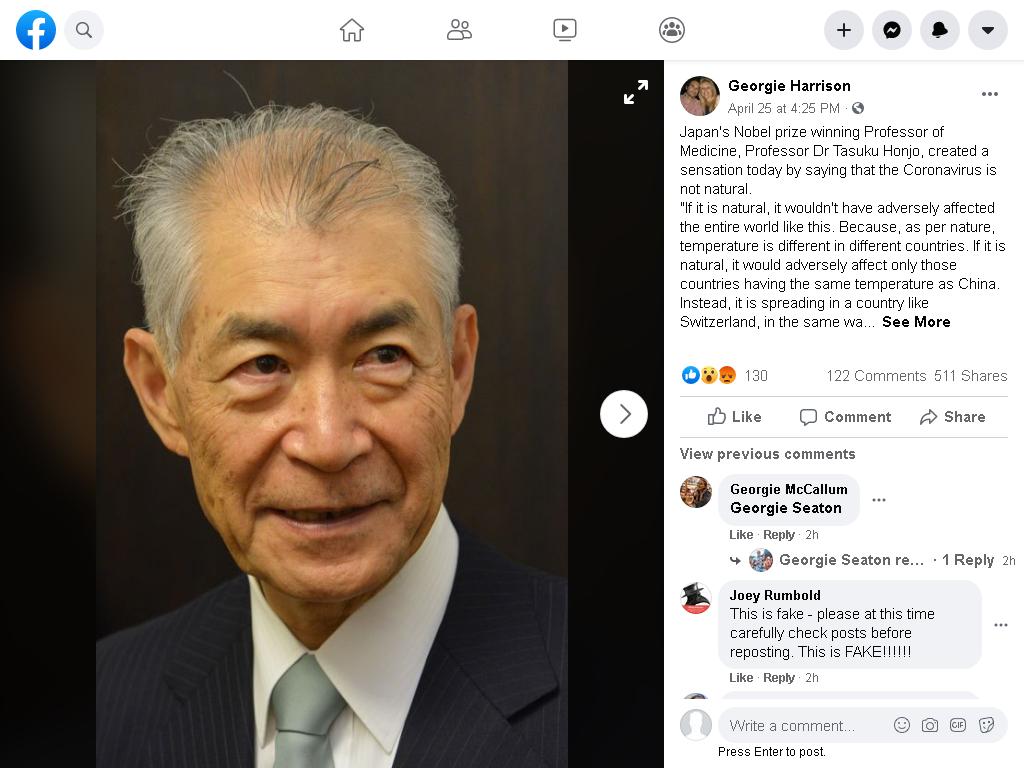 Georgie Harrison
April 25 at 4:25 PM ·
Japan's Nobel prize winning Professor of
Medicine, Professor Dr Tasuku Honjo, created a
sensation today by saying that the Coronavirus is
not natural.
"If it is natural, it wouldn't have adversely affected
the entire world like this. Because, as per nature,
temperature is different in different countries. If it is
natural, it would adversely affect only those
countries having the same temperature as China.
Instead, it is spreading in a country like
Switzerland, in the same wa... See More
130 122 Comments 511 Shares
Like Comment Share
View previous comments
Georgie McCallum
Georgie Seaton
Like · Reply · 2h
Georgie Seaton re... · 1 Reply 2h
Joey Rumbold
This is fake - please at this time
carefully check posts before
reposting. This is FAKE!!!!!!
Like · Reply · 2h
Write a comment...
GIF
Press Enter to post.